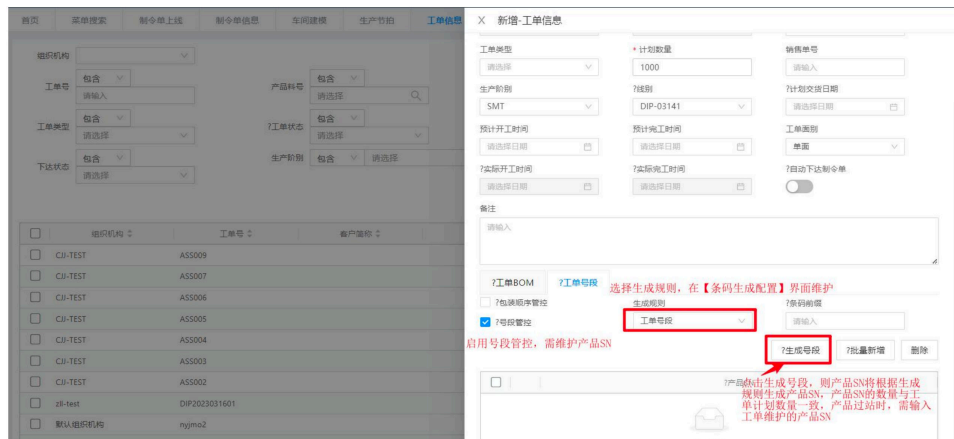 首页 菜单搜索 制令单上线 制令单信息 车间建模 生产节拍 工单信息
组织机构
工单号 包含
请输入
产品料号 包含
请选择
工单类型 包含
请选择
?工单状态 包含
请选择
下达状态 包含
请选择
生产阶别 包含 请选择
组织机构 工单号 客户简称
CJJ-TEST ASS009
CJJ-TEST ASS007
CJJ-TEST ASS006
CJJ-TEST ASS005
CJJ-TEST ASS004
CJJ-TEST ASS003
CJJ-TEST ASS002
zll-test DIP2023031601
默认组织机构 nyjmo2
X 新增-工单信息
工单类型 * 计划数量 销售单号
请选择 1000 请输入
生产阶别 ?线别 ?计划交货日期
SMT DIP-03141 请选择日期
预计开工时间 预计完工时间 工单面别
请选择日期 请选择日期 单面
?实际开工时间 ?实际完工时间 ?自动下达制令单
请选择日期 请选择日期
备注
请输入
?工单BOM ?工单号段
选择生成规则，在【条码生成配置】界面维护
?包装顺序管控 生成规则 ?条码前缀
?号段管控 工单号段 请输入
启用号段管控，需维护产品SN
?生成号段 ?批量新增 删除
?产品
点击生成号段，则产品SN将根据生成
规则生成产品SN，产品SN的数量与工
单计划数量一致，产品过站时，需输入
工单维护的产品SN